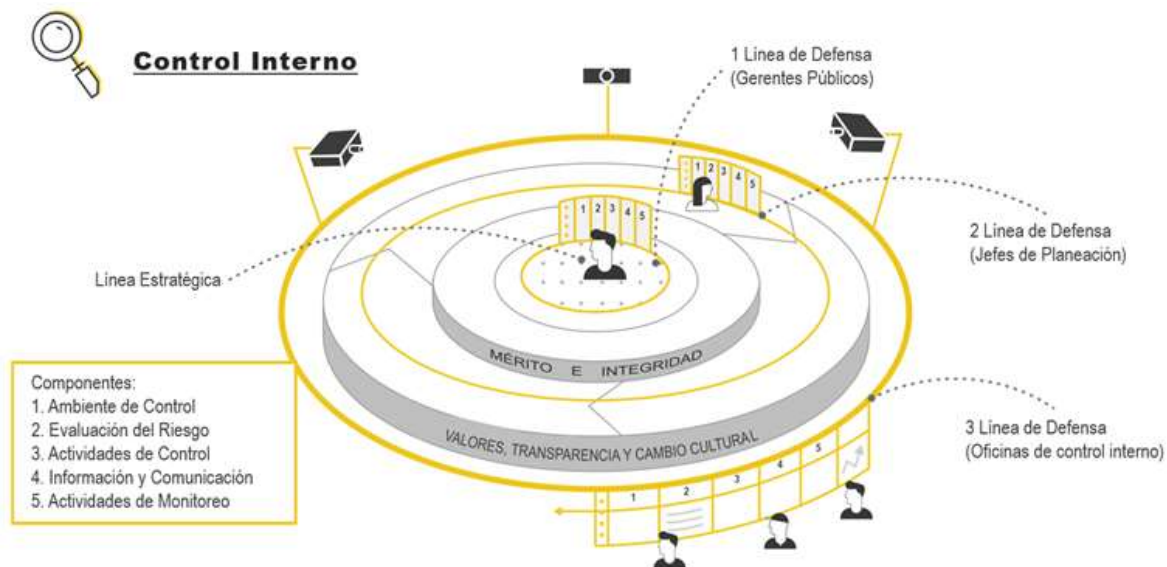 Control Interno
1 Línea de Defensa
(Gerentes Públicos)
1 2 3 4 5
1 2 3 4 5
2 Línea de Defensa
(Jefes de Planeación)
Línea Estratégica
MÉRITO E INTEGRIDAD
VALORES, TRANSPARENCIA Y CAMBIO CULTURAL
Componentes:
1. Ambiente de Control
2. Evaluación del Riesgo
3. Actividades de Control
4. Información y Comunicación
5. Actividades de Monitoreo
3 Línea de Defensa
(Oficinas de control interno)
1 2 3 4 5